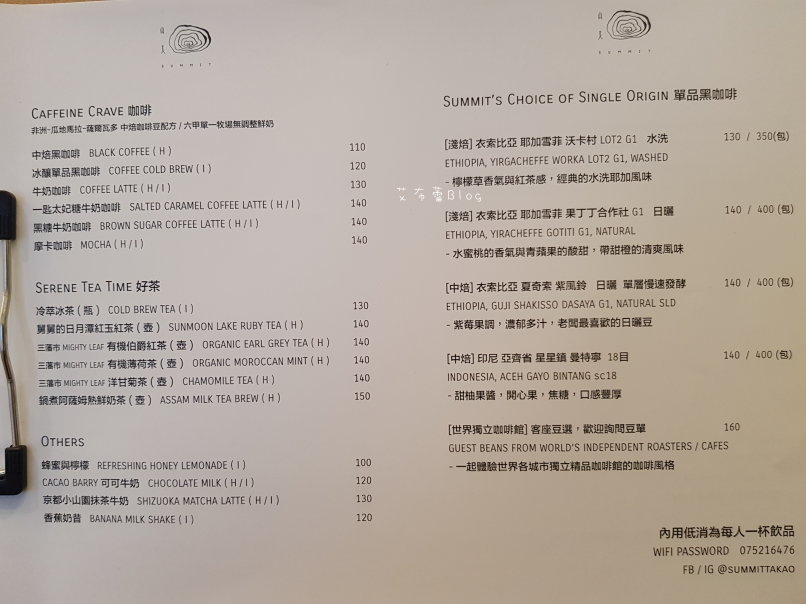 自
人
SUMMIT
CAFFEINE CRAVE 咖啡
非洲-瓜地馬拉-薩爾瓦多 中焙咖啡豆配方 / 六甲單一牧場無調整鮮奶
中焙黑咖啡 BLACK COFFEE ( H ) 110
冰釀單品黑咖啡 COFFEE COLD BREW ( I ) 120
牛奶咖啡 COFFEE LATTE ( H / I ) 130
一匙太妃糖牛奶咖啡 SALTED CARAMEL COFFEE LATTE ( H / I ) 140
黑糖牛奶咖啡 BROWN SUGAR COFFEE LATTE ( H / I ) 140
摩卡咖啡 MOCHA ( H / I ) 140
SERENE TEA TIME 好茶
冷萃冰茶 ( 瓶 ) COLD BREW TEA ( I ) 130
舅舅的日月潭紅玉紅茶 ( 壺 ) SUNMOON LAKE RUBY TEA ( H ) 140
三藩市 MIGHTY LEAF 有機伯爵紅茶 ( 壺 ) ORGANIC EARL GREY TEA ( H ) 140
三藩市 MIGHTY LEAF 有機薄荷茶 ( 壺 ) ORGANIC MOROCCAN MINT ( H ) 140
三藩市 MIGHTY LEAF 洋甘菊茶 ( 壺 ) CHAMOMILE TEA ( H ) 140
鍋煮阿薩姆熱鮮奶茶 ( 壺 ) ASSAM MILK TEA BREW ( H ) 150
OTHERS
蜂蜜與檸檬 REFRESHING HONEY LEMONADE ( I ) 100
CACAO BARRY 可可牛奶 CHOCOLATE MILK ( H / I ) 120
京都小山園抹茶牛奶 SHIZUOKA MATCHA LATTE ( H / I ) 130
香蕉奶昔 BANANA MILK SHAKE ( I ) 120
艾布蕾Blog
自
人
SUMMIT
SUMMIT'S CHOICE OF SINGLE ORIGIN 單品黑咖啡
[淺焙] 衣索比亞 耶加雪菲 沃卡村 LOT2 G1 水洗 130 / 350(包)
ETHIOPIA, YIRGACHEFFE WORKA LOT2 G1, WASHED
- 檸檬草香氣與紅茶感，經典的水洗耶加風味
[淺焙] 衣索比亞 耶加雪菲 果丁丁合作社 G1 日曬 140 / 400 (包)
ETHIOPIA, YIRACHEFFE GOTITI G1, NATURAL
- 水蜜桃的香氣與青蘋果的酸甜，帶甜橙的清爽風味
[中焙] 衣索比亞 夏奇索 紫風鈴 日曬 單層慢速發酵 140 / 400 (包)
ETHIOPIA, GUJI SHAKISSO DASAYA G1, NATURAL SLD
- 紫莓果調，濃郁多汁，老闆最喜歡的日曬豆
[中焙] 印尼 亞齊省 星星鎮 曼特寧 18目 140 / 400 (包)
INDONESIA, ACEH GAYO BINTANG sc18
- 甜柚果醬，開心果，焦糖，口感豐厚
[世界獨立咖啡館] 客座豆選，歡迎詢問豆單 160
GUEST BEANS FROM WORLD'S INDEPENDENT ROASTERS / CAFES
- 一起體驗世界各城市獨立精品咖啡館的咖啡風格
內用低消為每人一杯飲品
WIFI PASSWORD 075216476
FB / IG @SUMMITTAKAO